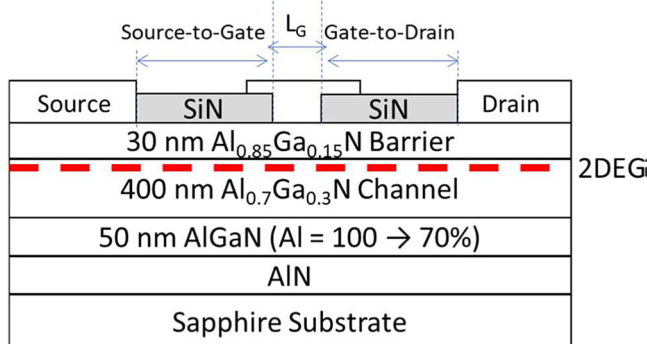 Source-to-Gate
L_G
Gate-to-Drain
Source
SiN
SiN
Drain
30 nm Al₀.₈₅Ga₀.₁₅N Barrier
2DEG
400 nm Al₀.₇Ga₀.₃N Channel
50 nm AlGaN (Al = 100 → 70%)
AlN
Sapphire Substrate